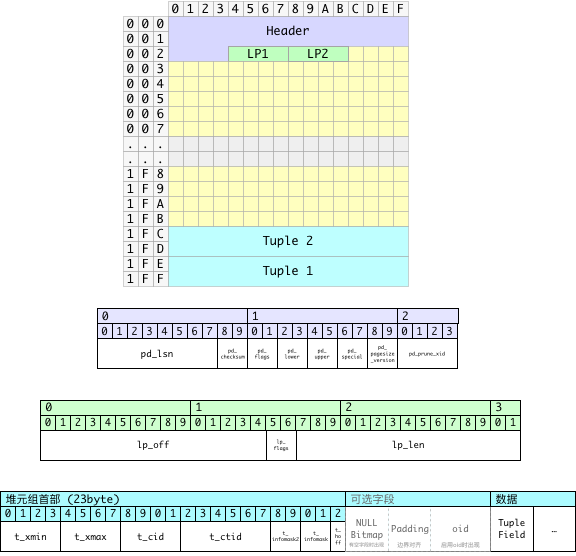 0 1 2 3 4 5 6 7 8 9 A B C D E F
0 0 0 Header
0 0 1
0 0 2 LP1 LP2
0 0 3
0 0 4
0 0 5
0 0 6
0 0 7
. . .
. . .
1 F 8
1 F 9
1 F A
1 F B
1 F C Tuple 2
1 F D
1 F E Tuple 1
1 F F
0 1 2
0 1 2 3 4 5 6 7 8 9 0 1 2 3 4 5 6 7 8 9 0 1 2 3
pd_lsn pd_checksum pd_flags pd_lower pd_upper pd_special pd_pagesize_version pd_prune_xid
0 1 2 3
0 1 2 3 4 5 6 7 8 9 0 1 2 3 4 5 6 7 8 9 0 1 2 3 4 5 6 7 8 9 0 1
lp_off lp_flags lp_len
堆元组首部 (23byte) 可选字段 数据
0 1 2 3 4 5 6 7 8 9 0 1 2 3 4 5 6 7 8 9 0 1 2
t_xmin t_xmax t_cid t_ctid t_infomask2 t_infomask t_hoff
NULL Bitmap Padding oid Tuple Field …
有空字段时出现 边界对齐 启用oid时出现